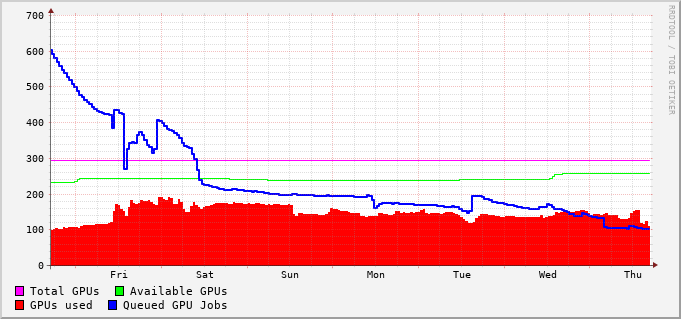 700
600
500
400
300
200
100
0
Fri Sat Sun Mon Tue Wed Thu
Total GPUs Available GPUs
GPUs used Queued GPU Jobs
RRDTOOL / TOBI OETIKER